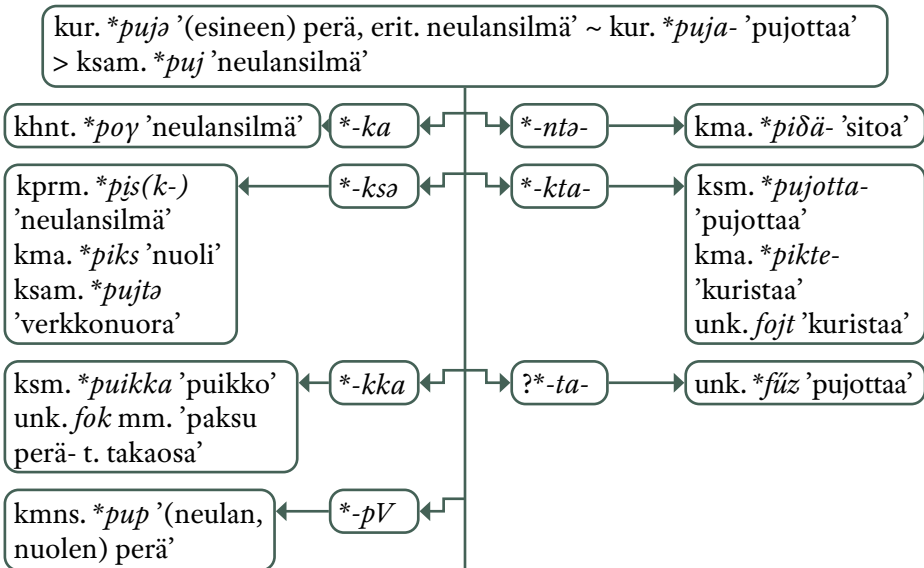 kur. *pujə '(esineen) perä, erit. neulansilmä' ~ kur. *puja- 'pujottaa'
> ksam. *puj 'neulansilmä'
khnt. *poγ 'neulansilmä'
*-ka
*-ntə-
kma. *piδä- 'sitoa'
kprm. *pi̮s(k-)
'neulansilmä'
kma. *piks 'nuoli'
ksam. *pujtə
'verkkonuora'
*-ksə
*-kta-
ksm. *pujotta-
'pujottaa'
kma. *pikte-
'kuristaa'
unk. fojt 'kuristaa'
ksm. *puikka 'puikko'
unk. fok mm. 'paksu
perä- t. takaosa'
*-kka
?*-ta-
unk. *fűz 'pujottaa'
kmns. *pup '(neulan,
nuolen) perä'
*-pV